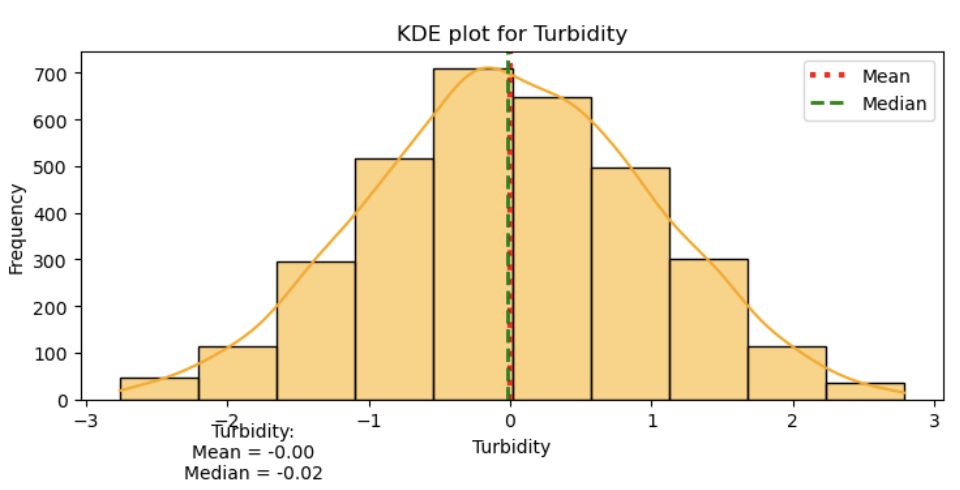 KDE plot for Turbidity
Mean
Median
Frequency
700
600
500
400
300
200
100
0
−3 −2 −1 0 1 2 3
Turbidity
Turbidity:
Mean = -0.00
Median = -0.02